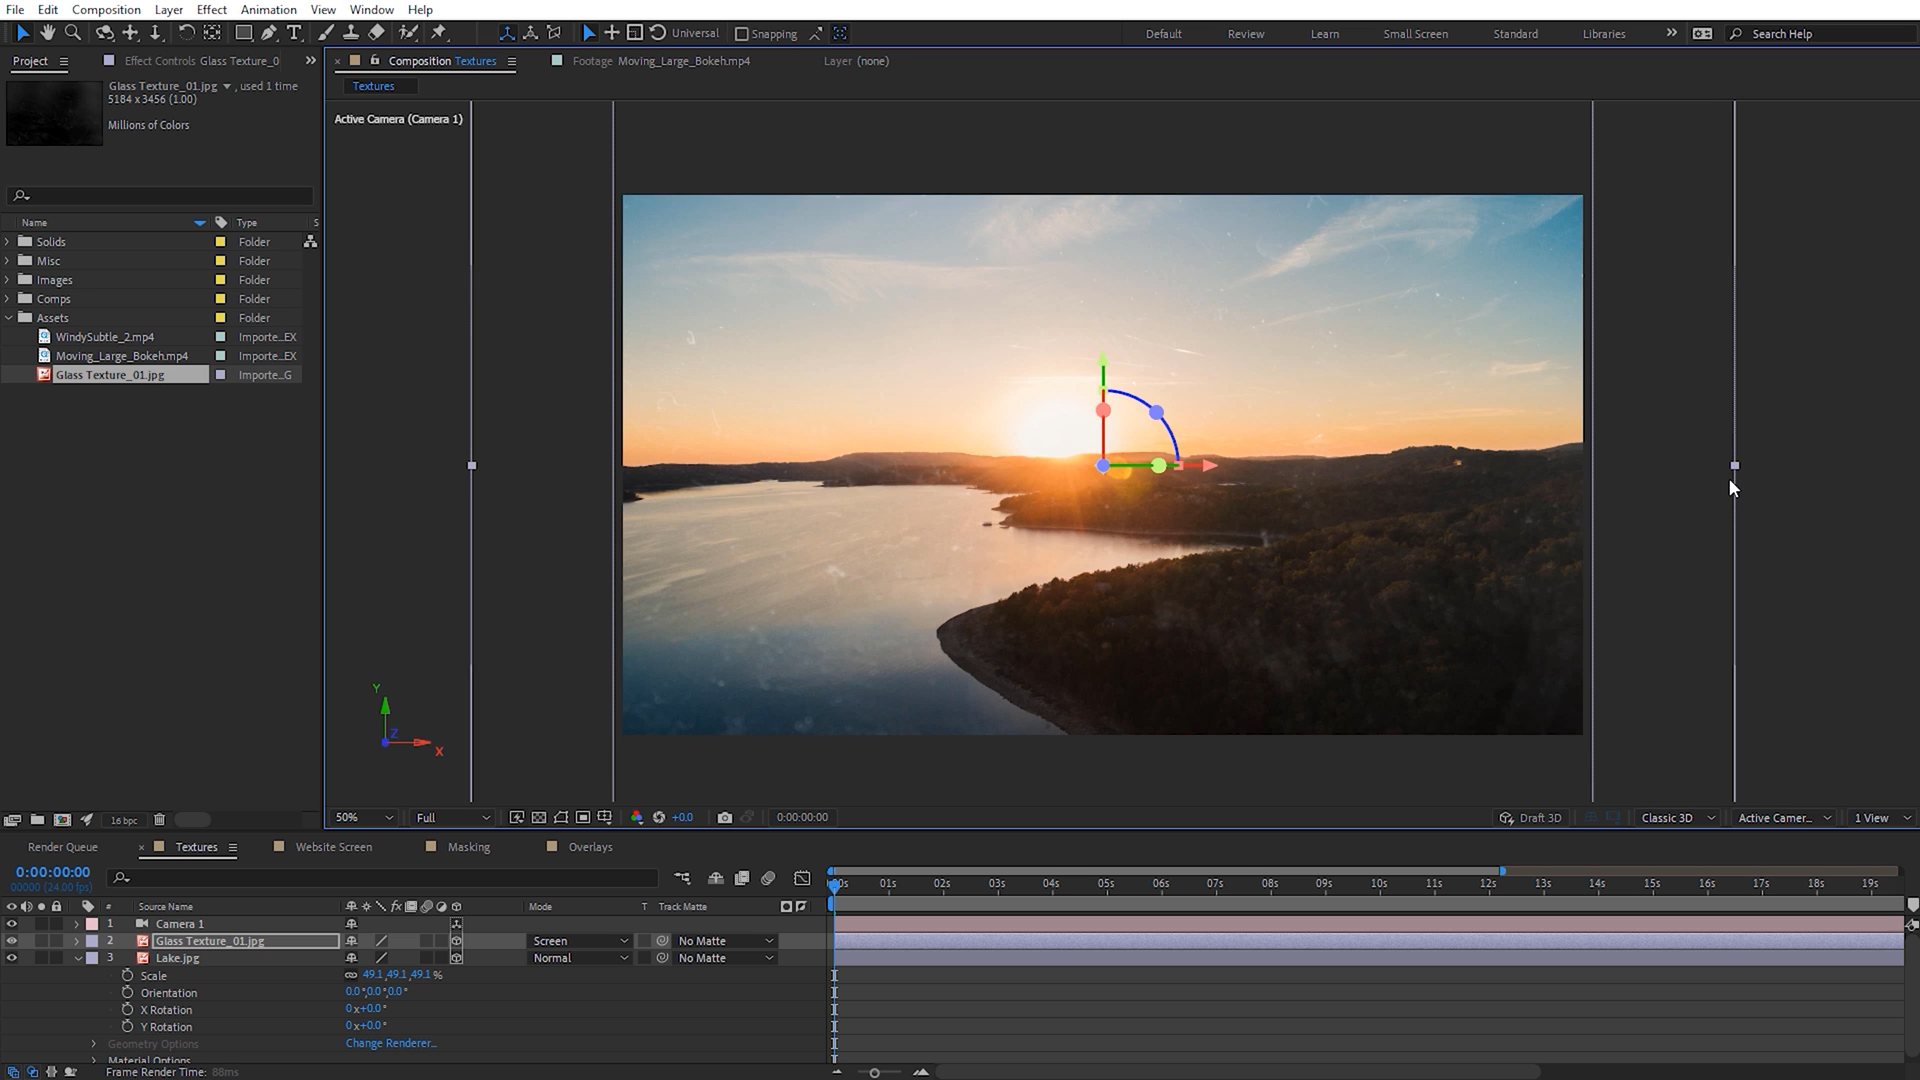 File Edit Composition Layer Effect Animation View Window Help
Universal Snapping Default Review Learn Small Screen Standard Libraries Search Help
Project Effect Controls Glass Texture_0
Composition Textures Footage Moving_Large_Bokeh.mp4 Layer (none)
Textures
Glass Texture_01.jpg , used 1 time
5184 x 3456 (1.00)
Millions of Colors
Active Camera (Camera 1)
Name Type S
Solids Folder
Misc Folder
Images Folder
Comps Folder
Assets Folder
WindySubtle_2.mp4 Importe...EX
Moving_Large_Bokeh.mp4 Importe...EX
Glass Texture_01.jpg Importe...G
Y
Z
X
16 bpc
50% Full +0.0 0:00:00:00 Draft 3D Classic 3D Active Camer... 1 View
Render Queue Textures Website Screen Masking Overlays
0:00:00:00
00000 (24.00 fps)
00s 01s 02s 03s 04s 05s 06s 07s 08s 09s 10s 11s 12s 13s 14s 15s 16s 17s 18s 19s
# Source Name fx Mode T Track Matte
1 Camera 1
2 Glass Texture_01.jpg Screen No Matte
3 Lake.jpg Normal No Matte
Scale 49.1,49.1,49.1 %
Orientation 0.0°,0.0°,0.0°
X Rotation 0x+0.0°
Y Rotation 0x+0.0°
Geometry Options Change Renderer...
Material Options
Frame Render Time: 88ms